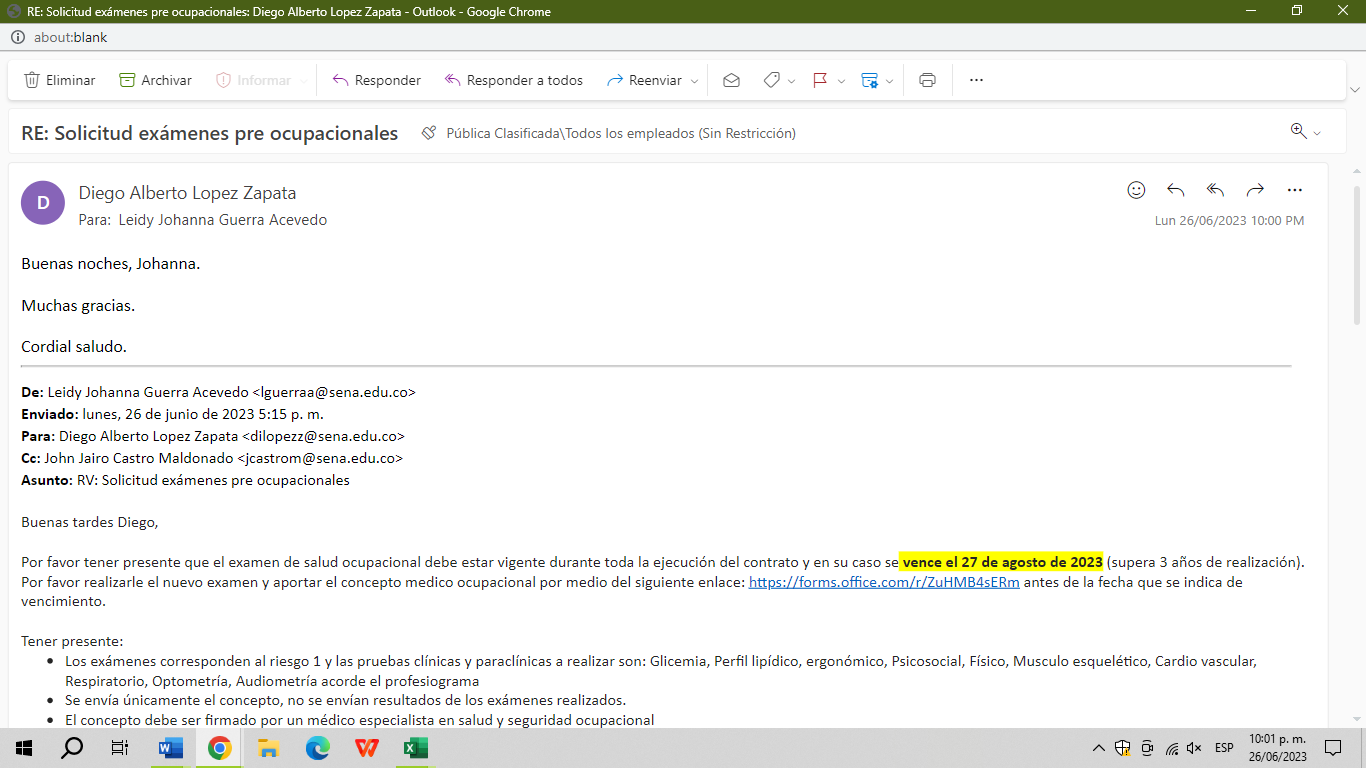 RE: Solicitud exámenes pre ocupacionales: Diego Alberto Lopez Zapata - Outlook - Google Chrome
about:blank
Eliminar Archivar Informar Responder Responder a todos Reenviar
RE: Solicitud exámenes pre ocupacionales Pública Clasificada\Todos los empleados (Sin Restricción)
D
Diego Alberto Lopez Zapata
Para: Leidy Johanna Guerra Acevedo
Lun 26/06/2023 10:00 PM
Buenas noches, Johanna.
Muchas gracias.
Cordial saludo.
De: Leidy Johanna Guerra Acevedo <lguerraa@sena.edu.co>
Enviado: lunes, 26 de junio de 2023 5:15 p. m.
Para: Diego Alberto Lopez Zapata <dilopezz@sena.edu.co>
Cc: John Jairo Castro Maldonado <jcastrom@sena.edu.co>
Asunto: RV: Solicitud exámenes pre ocupacionales
Buenas tardes Diego,
Por favor tener presente que el examen de salud ocupacional debe estar vigente durante toda la ejecución del contrato y en su caso se vence el 27 de agosto de 2023 (supera 3 años de realización).
Por favor realizarle el nuevo examen y aportar el concepto medico ocupacional por medio del siguiente enlace: https://forms.office.com/r/ZuHMB4sERm antes de la fecha que se indica de
vencimiento.
Tener presente:
• Los exámenes corresponden al riesgo 1 y las pruebas clínicas y paraclínicas a realizar son: Glicemia, Perfil lipídico, ergonómico, Psicosocial, Físico, Musculo esquelético, Cardio vascular,
Respiratorio, Optometría, Audiometría acorde el profesiograma
• Se envía únicamente el concepto, no se envían resultados de los exámenes realizados.
• El concepto debe ser firmado por un médico especialista en salud y seguridad ocupacional
ESP
10:01 p. m.
26/06/2023